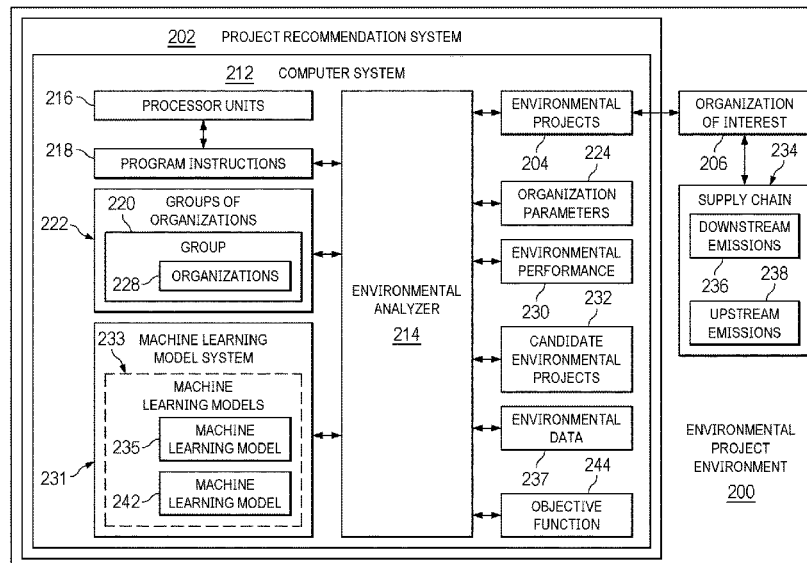 202 PROJECT RECOMMENDATION SYSTEM
212 COMPUTER SYSTEM
216
PROCESSOR UNITS
218
PROGRAM INSTRUCTIONS
222
220
GROUPS OF
ORGANIZATIONS
GROUP
228
ORGANIZATIONS
233
MACHINE LEARNING
MODEL SYSTEM
MACHINE
LEARNING MODELS
235
MACHINE
LEARNING MODEL
231
242
MACHINE
LEARNING MODEL
ENVIRONMENTAL
ANALYZER
214
ENVIRONMENTAL
PROJECTS
204
224
ORGANIZATION
PARAMETERS
ENVIRONMENTAL
PERFORMANCE
230
232
CANDIDATE
ENVIRONMENTAL
PROJECTS
ENVIRONMENTAL
DATA
237
244
OBJECTIVE
FUNCTION
ORGANIZATION
OF INTEREST
206
234
SUPPLY CHAIN
DOWNSTREAM
EMISSIONS
236
238
UPSTREAM
EMISSIONS
ENVIRONMENTAL
PROJECT
ENVIRONMENT
200